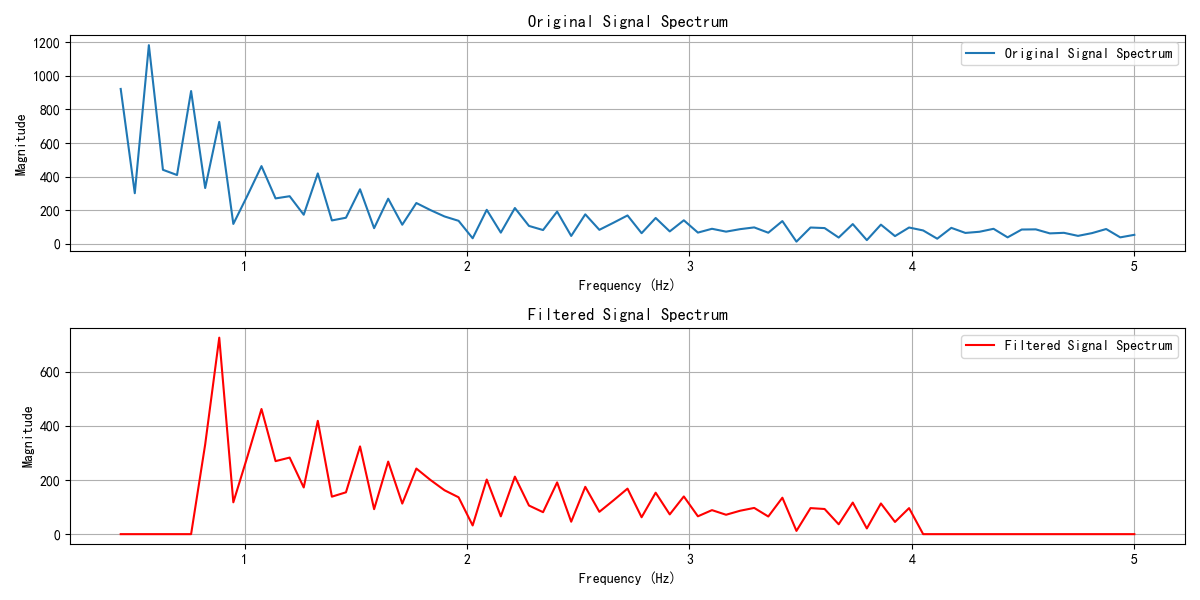 Original Signal Spectrum
1200
1000
800
600
400
200
0
Magnitude
Original Signal Spectrum
1 2 3 4 5
Frequency (Hz)
Filtered Signal Spectrum
600
400
200
0
Magnitude
Filtered Signal Spectrum
1 2 3 4 5
Frequency (Hz)